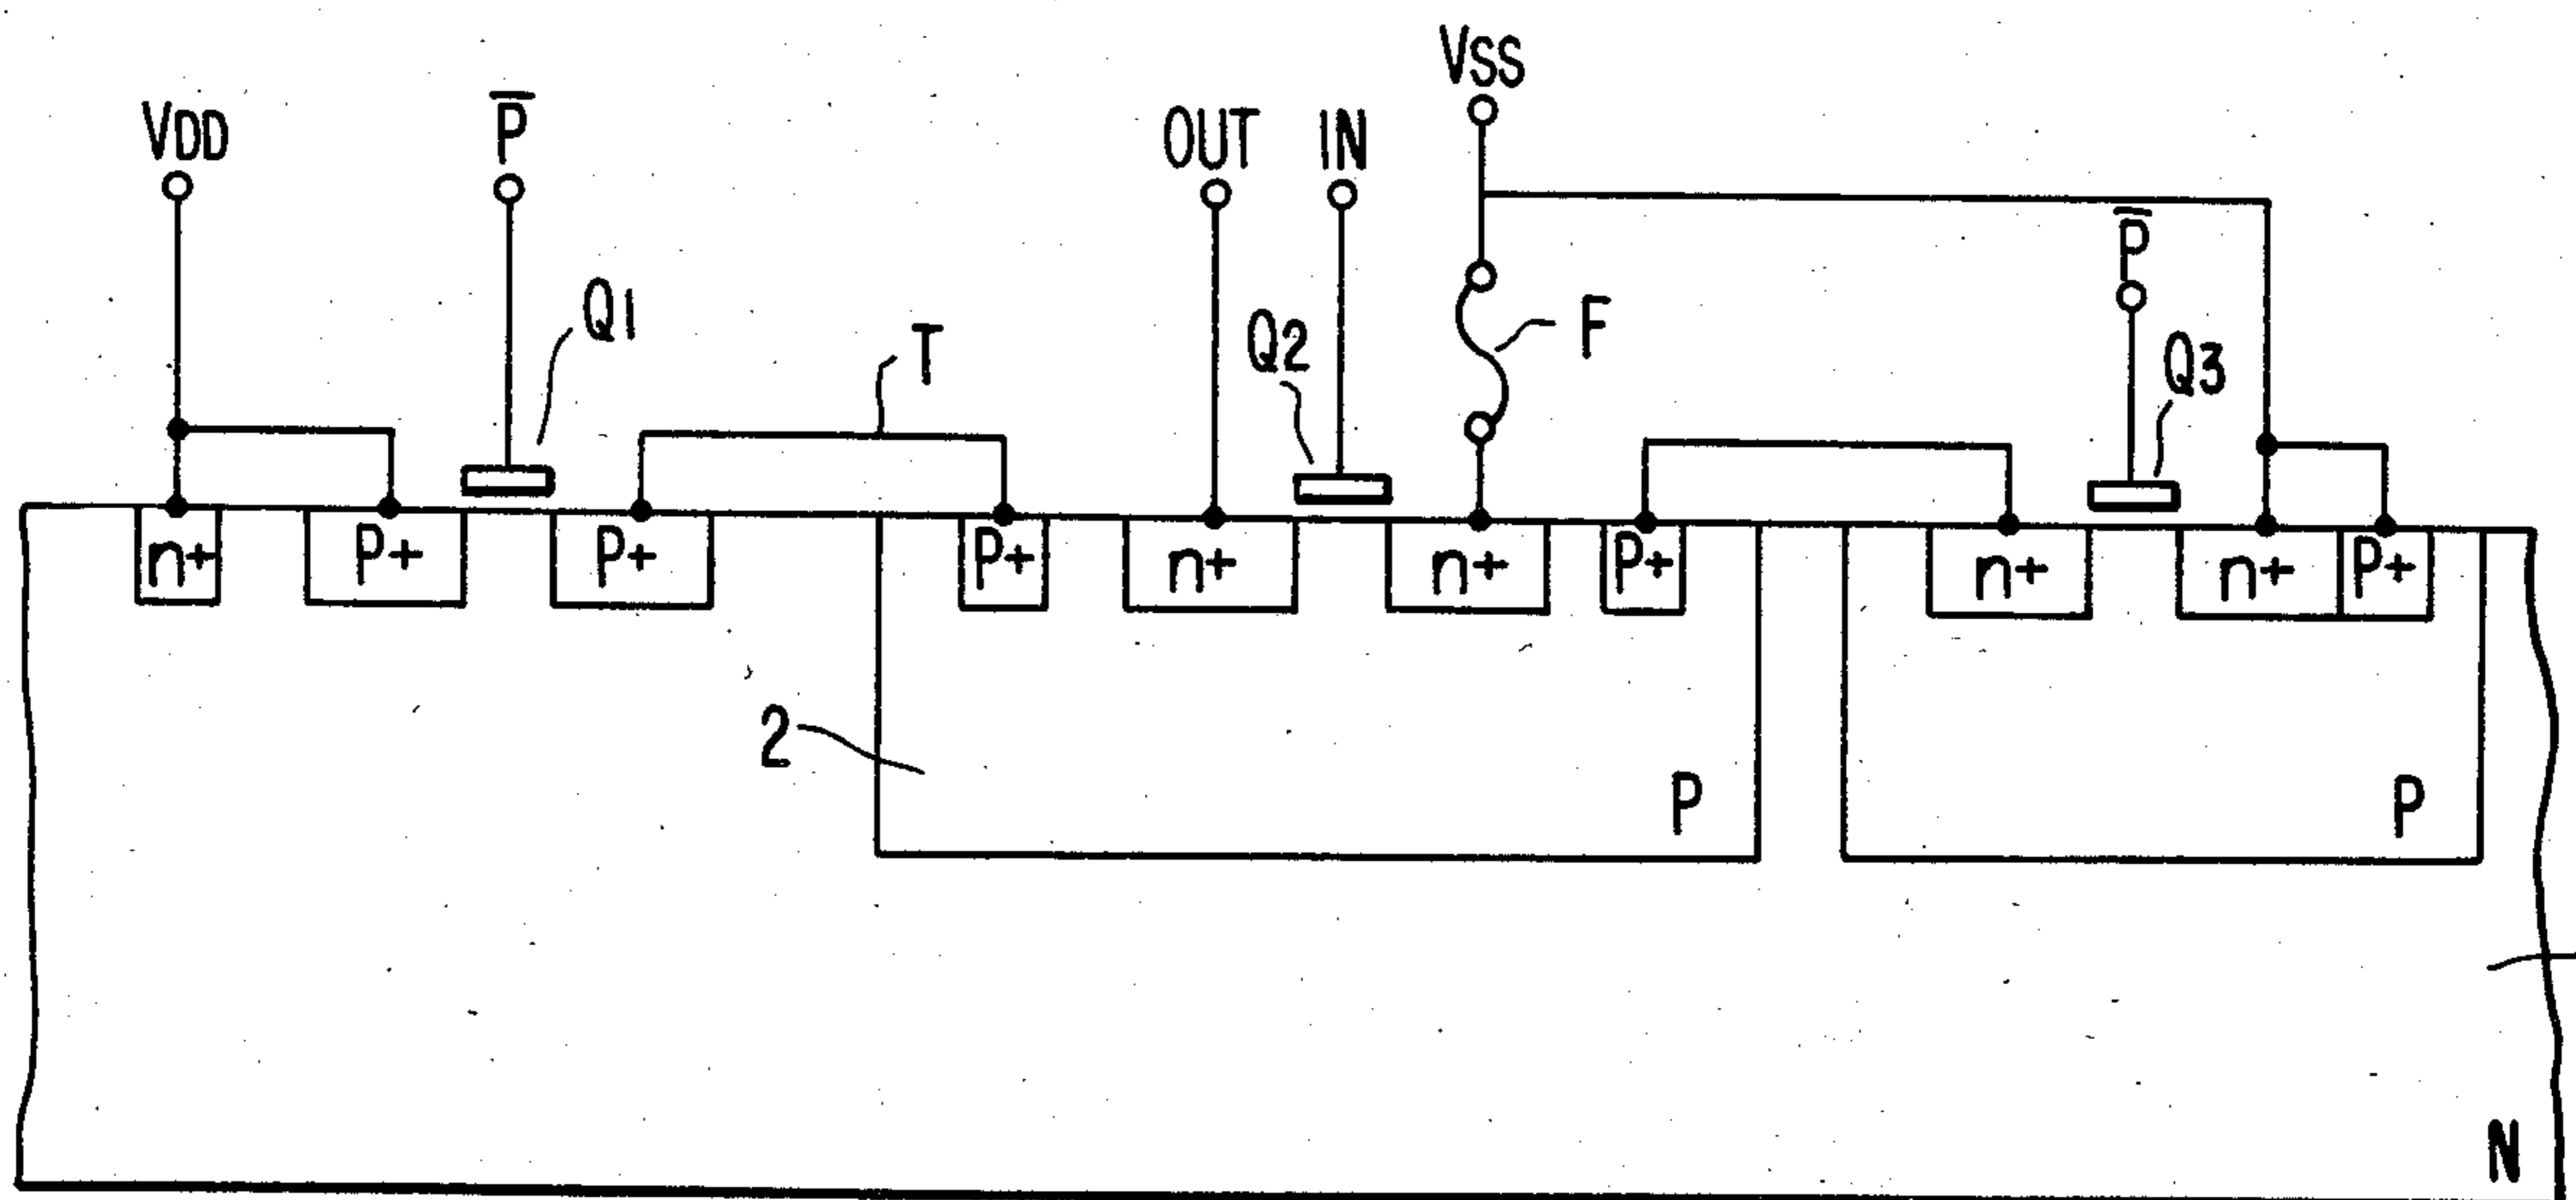 VSS
VDD
P̅
OUT
IN
P̅
Q1
T
Q2
F
Q3
n+
P+
P+
P+
n+
n+
P+
n+
n+
P+
2
P
P
N